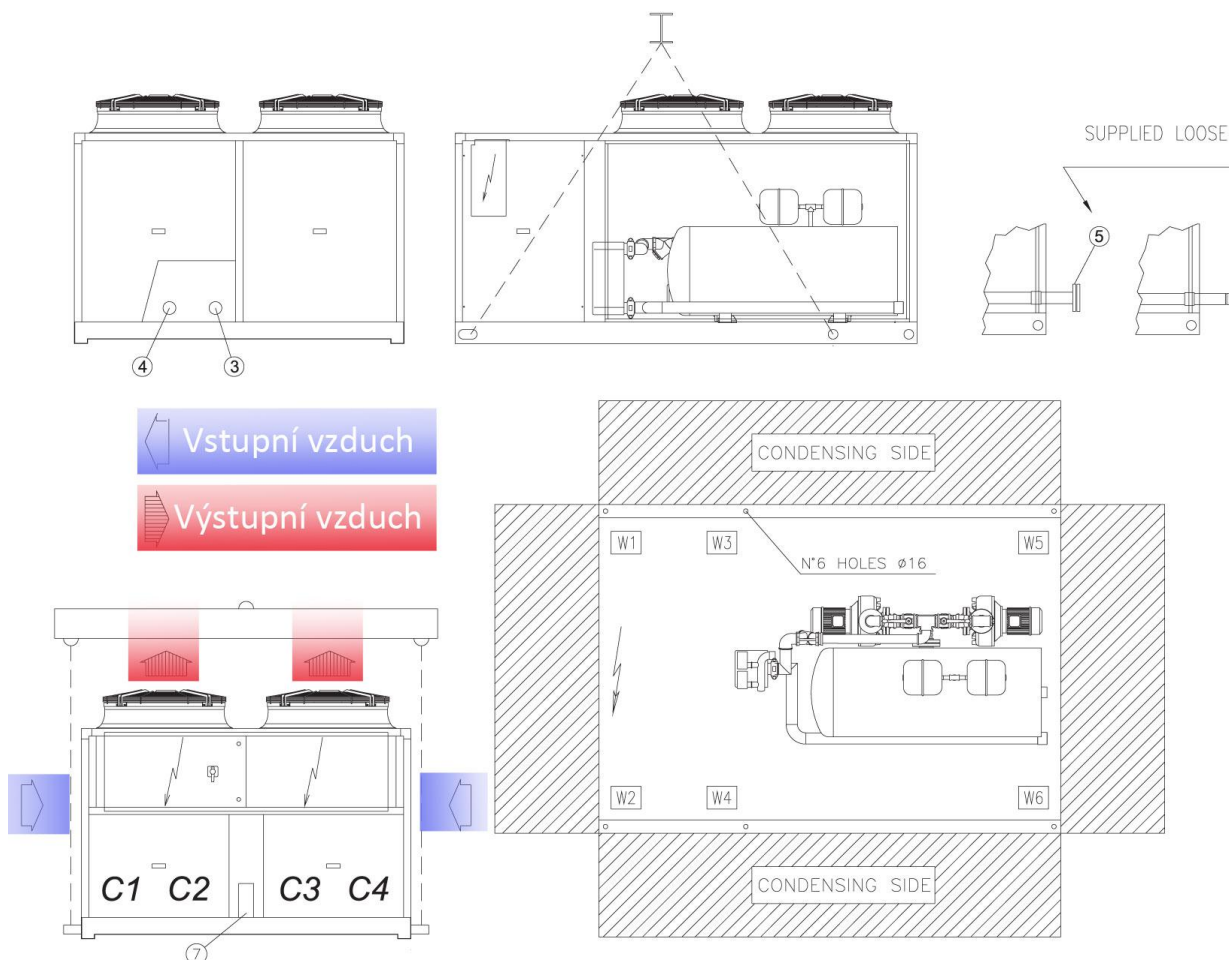 SUPPLIED LOOSE
5
4
3
Vstupní vzduch
Výstupní vzduch
CONDENSING SIDE
W1
W3
W5
N°6 HOLES ø16
W2
W4
W6
CONDENSING SIDE
C1 C2 C3 C4
7